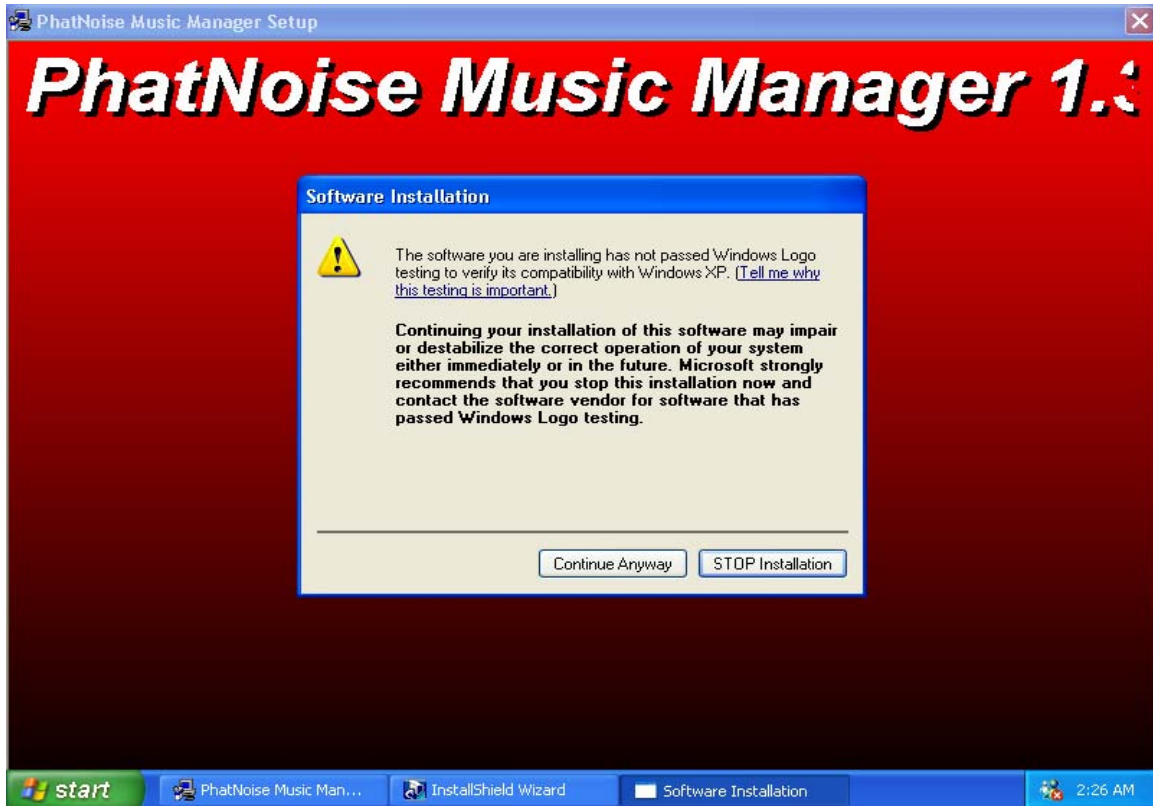 PhatNoise Music Manager Setup
PhatNoise Music Manager 1.3
Software Installation
The software you are installing has not passed Windows Logo
testing to verify its compatibility with Windows XP. (Tell me why
this testing is important.)
Continuing your installation of this software may impair
or destabilize the correct operation of your system
either immediately or in the future. Microsoft strongly
recommends that you stop this installation now and
contact the software vendor for software that has
passed Windows Logo testing.
Continue Anyway
STOP Installation
start
PhatNoise Music Man...
InstallShield Wizard
Software Installation
2:26 AM